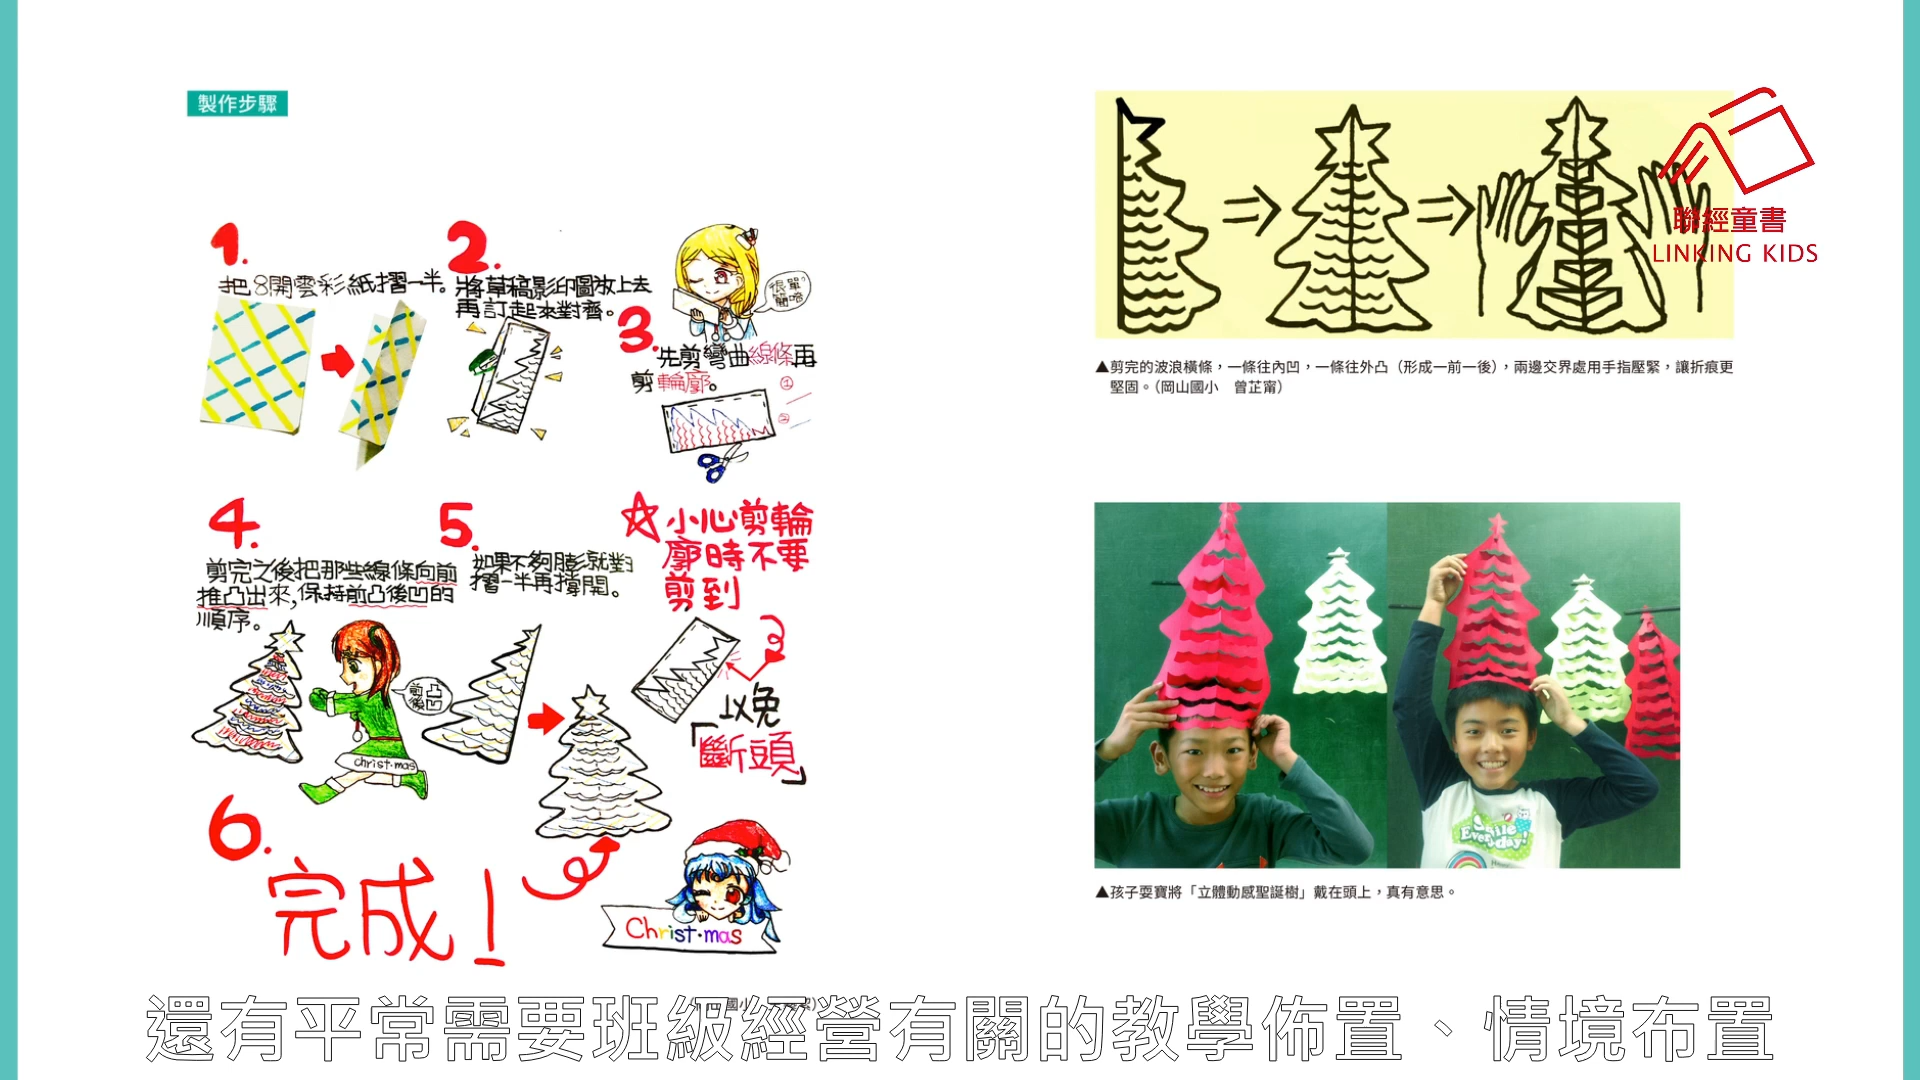 製作步驟
1.
把8開雲彩紙摺一半。
2.
將草稿影印圖放上去
再訂起來對齊。
很單?
簡咯
3.
先剪彎曲線條再
剪輪廓。
①
②
4.
剪完之後把那些線條向前
推凸出來,保持前凸後凹的
順序。
前凸
後凹
christ·mas
5.
如果不夠膨就對
摺一半再撐開。
☆小心剪輪
廓時不要
剪到
以免
「斷頭」
6.
完成!
Christ·mas
聯經童書
LINKING KIDS
▲剪完的波浪橫條,一條往內凹,一條往外凸(形成一前一後),兩邊交界處用手指壓緊,讓折痕更
堅固。(岡山國小 曾芷甯)
Smile
Everyday!
▲孩子耍寶將「立體動感聖誕樹」戴在頭上,真有意思。
還有平常需要班級經營有關的教學佈置、情境布置